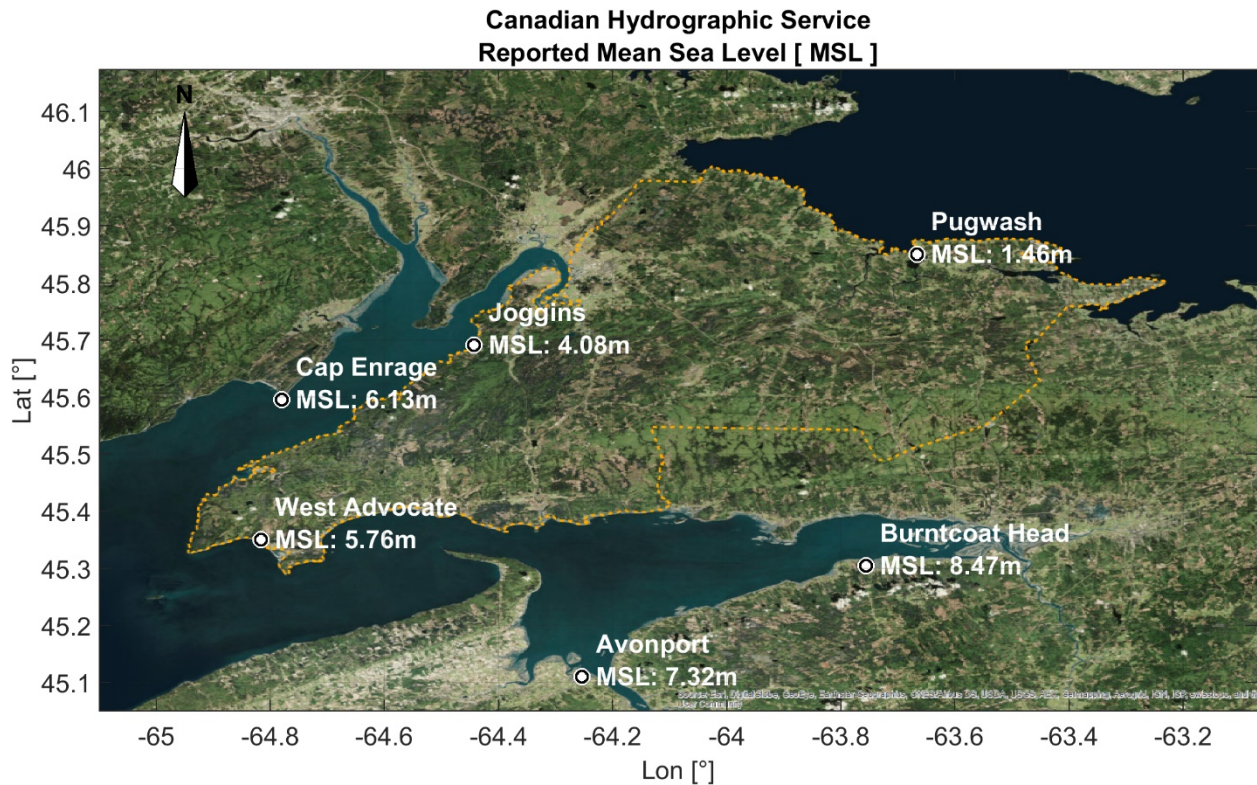 Canadian Hydrographic Service
Reported Mean Sea Level [ MSL ]
N
46.1
46
45.9
45.8
45.7
45.6
45.5
45.4
45.3
45.2
45.1
Lat [°]
Pugwash
MSL: 1.46m
Joggins
MSL: 4.08m
Cap Enrage
MSL: 6.13m
West Advocate
MSL: 5.76m
Burntcoat Head
MSL: 8.47m
Avonport
MSL: 7.32m
User Community
-65 -64.8 -64.6 -64.4 -64.2 -64 -63.8 -63.6 -63.4 -63.2
Lon [°]